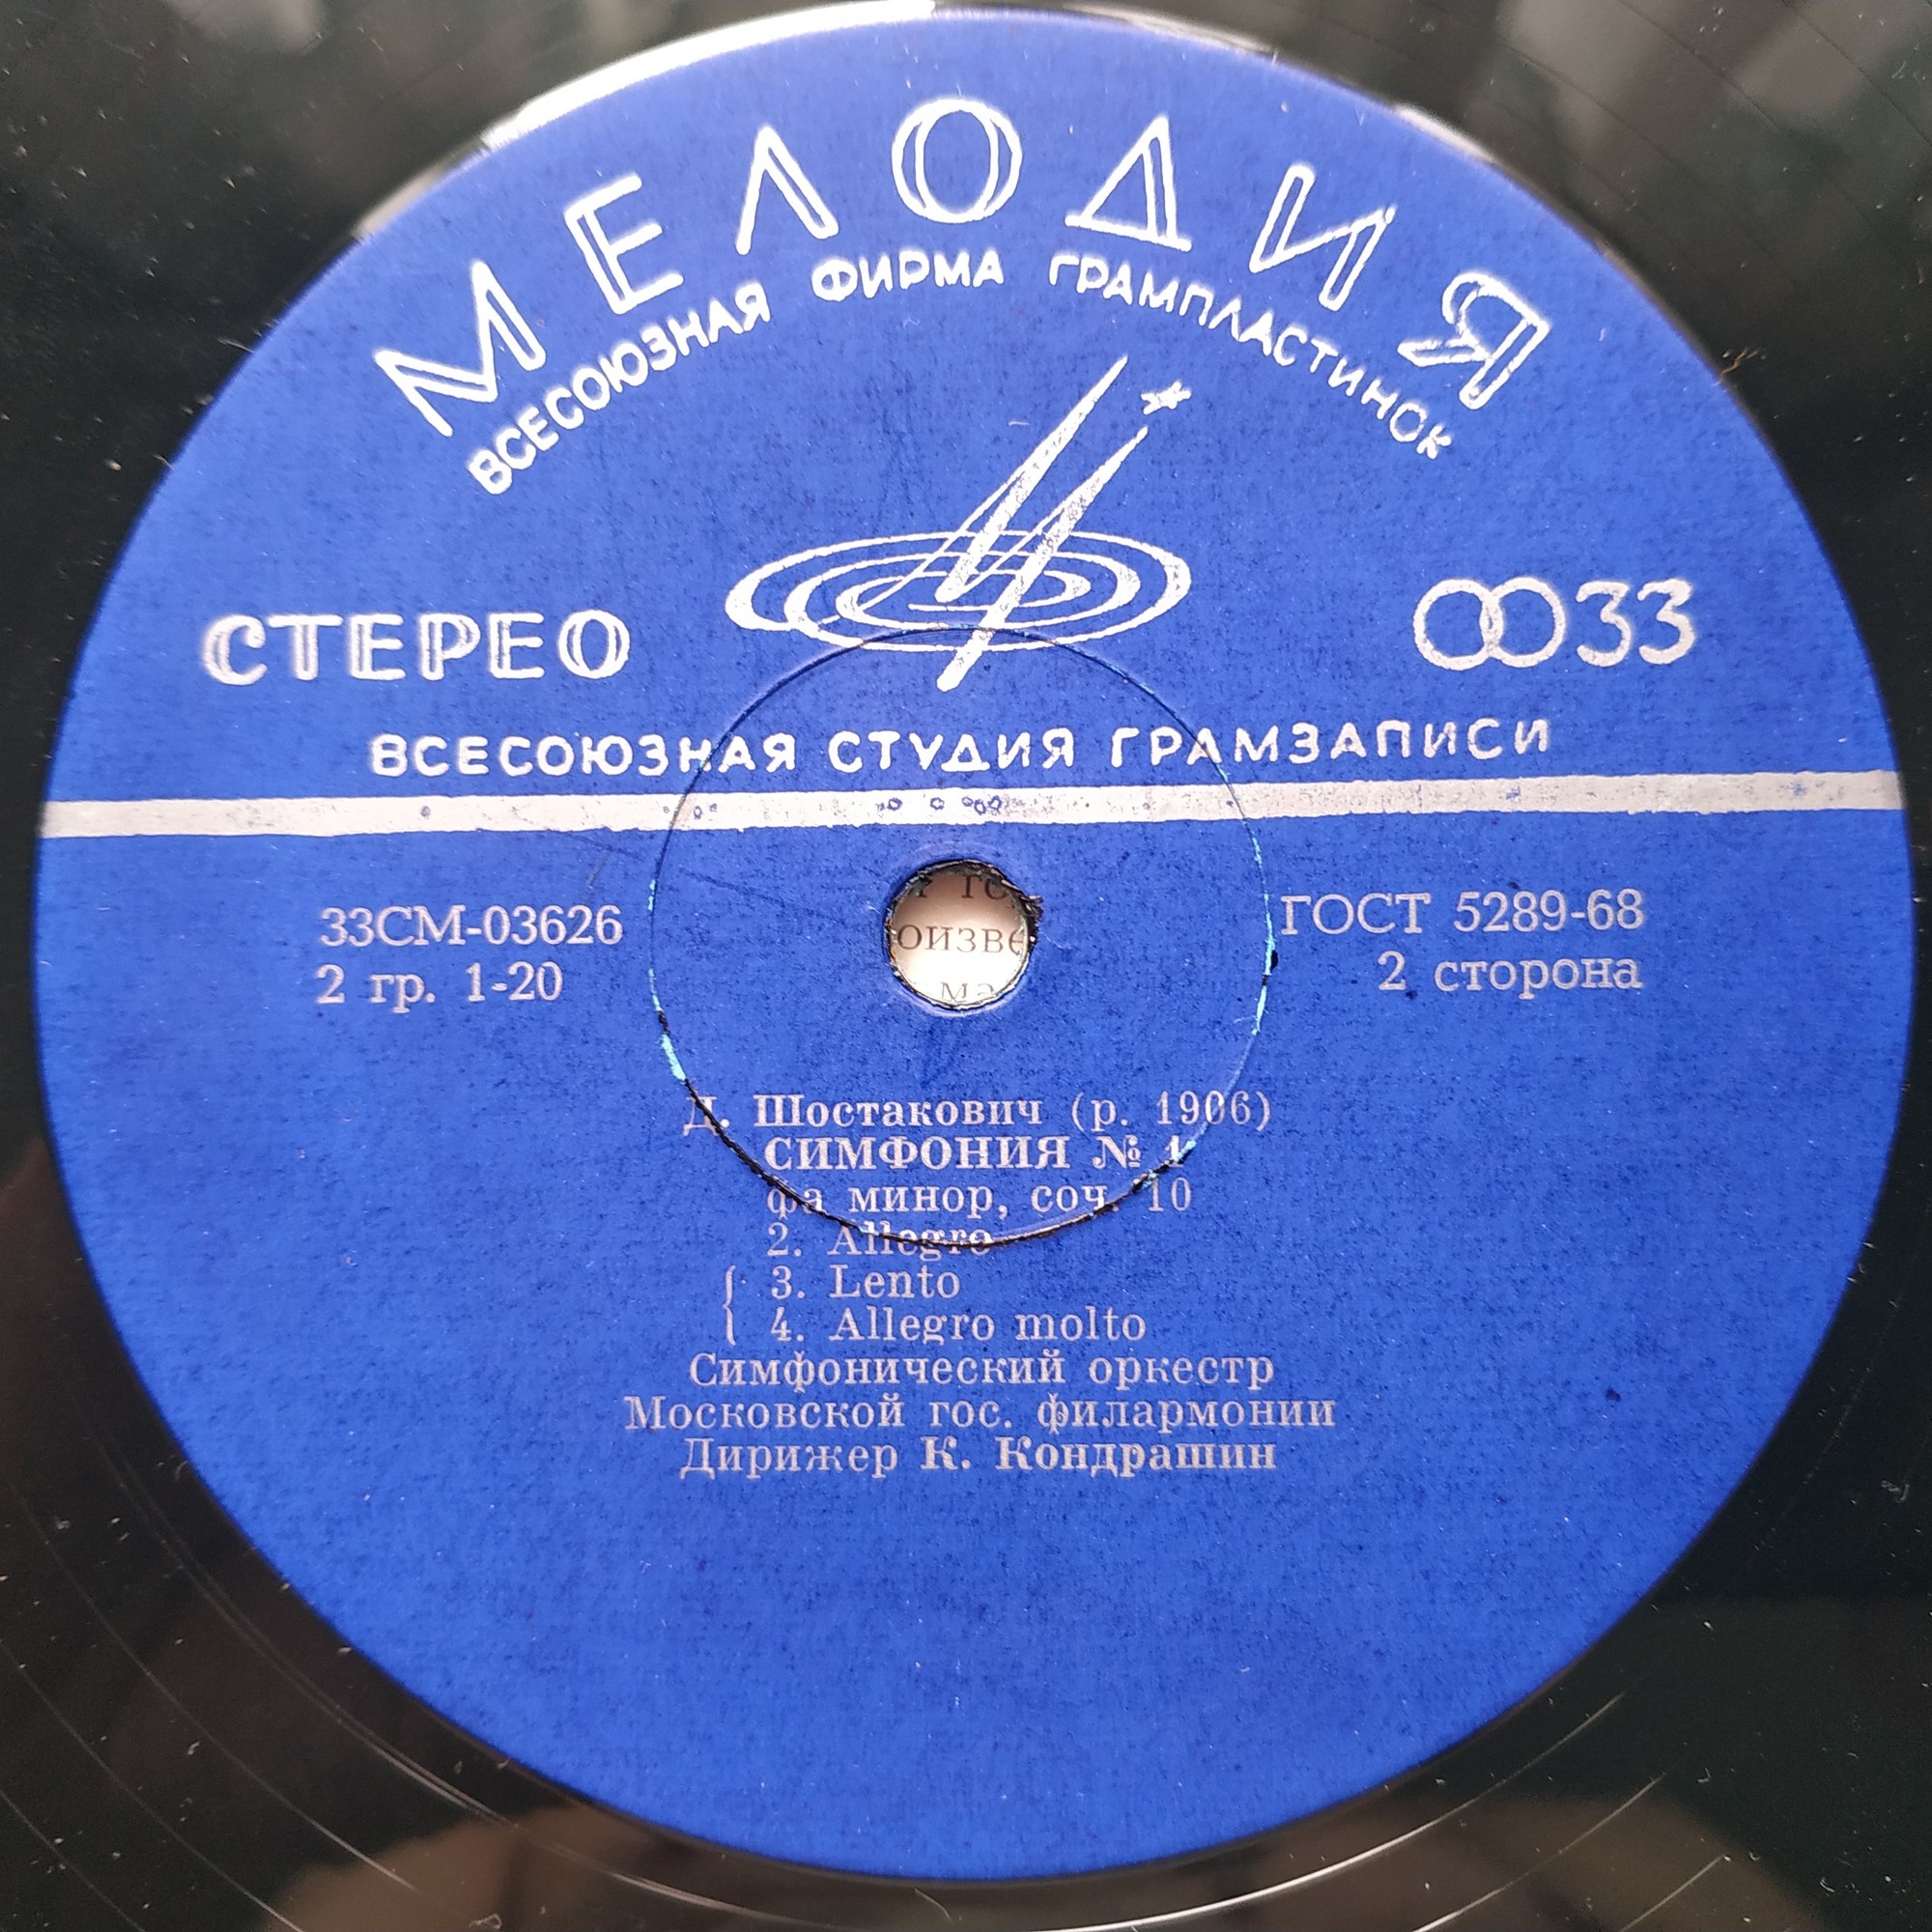 МЕЛОДИЯ
ВСЕСОЮЗНАЯ ФИРМА ГРАМПЛАСТИНОК
СТЕРЕО
33
ВСЕСОЮЗНАЯ СТУДИЯ ГРАМЗАПИСИ
33СМ-03626
ГОСТ 5289-68
2 гр. 1-20
2 сторона
Д. Шостакович (р. 1906)
СИМФОНИЯ № 1
фа минор, соч. 10
2. Allegro
3. Lento
4. Allegro molto
Симфонический оркестр
Московской гос. филармонии
Дирижер К. Кондрашин